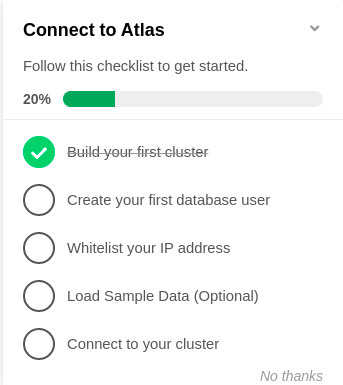 Connect to Atlas
Follow this checklist to get started.
20%
Build your first cluster
Create your first database user
Whitelist your IP address
Load Sample Data (Optional)
Connect to your cluster
No thanks